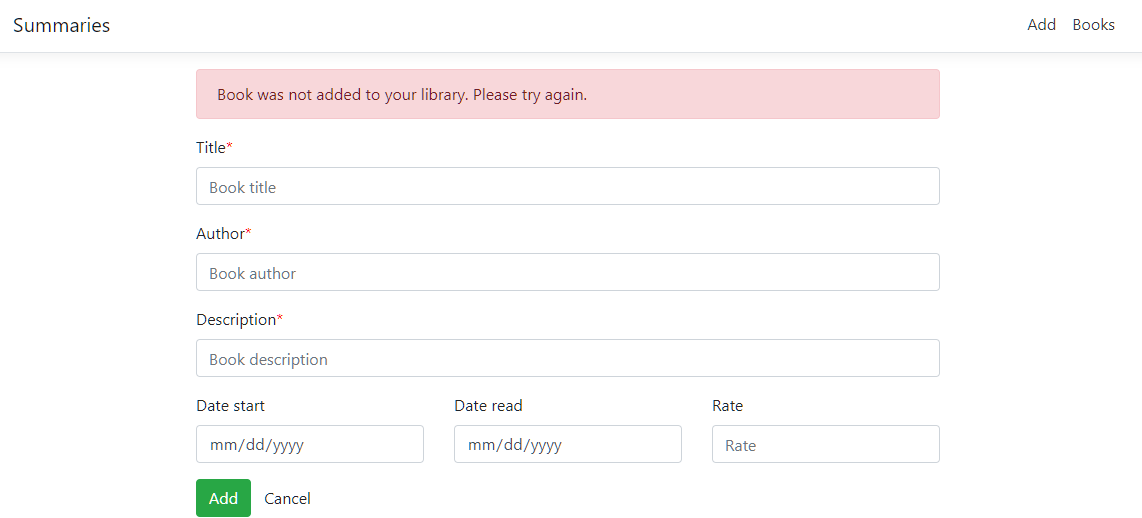 Summaries Add Books
Book was not added to your library. Please try again.
Title*
Book title
Author*
Book author
Description*
Book description
Date start Date read Rate
mm/dd/yyyy mm/dd/yyyy Rate
Add Cancel